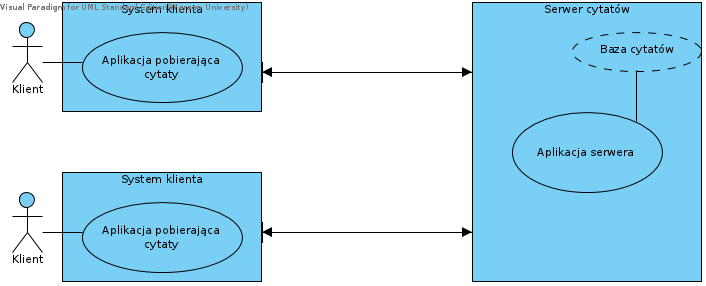 Visual Paradigm for UML Standard Edition(Warsaw University)
System klienta
Serwer cytatów
Baza cytatów
Aplikacja pobierająca
cytaty
Klient
Aplikacja serwera
System klienta
Aplikacja pobierająca
cytaty
Klient